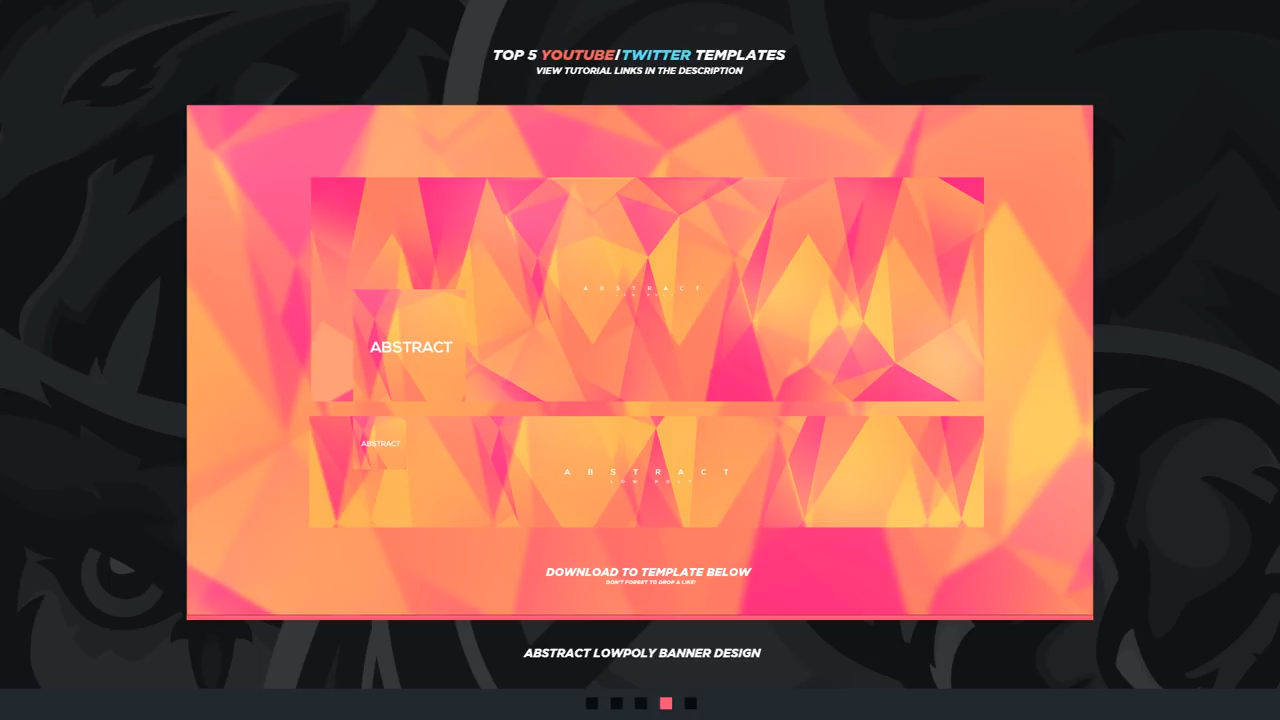 TOP 5 YOUTUBE/TWITTER TEMPLATES
VIEW TUTORIAL LINKS IN THE DESCRIPTION
A B S T R A C T
L O W P O L Y
ABSTRACT
ABSTRACT
A B S T R A C T
L O W P O L Y
DOWNLOAD TO TEMPLATE BELOW
DON'T FORGET TO DROP A LIKE!
ABSTRACT LOWPOLY BANNER DESIGN